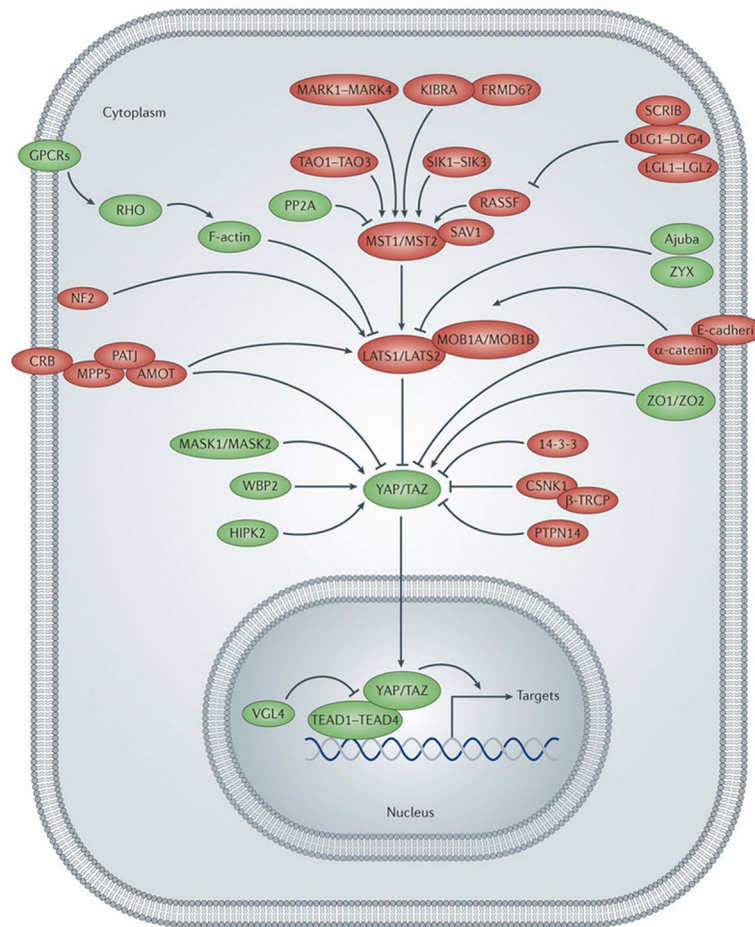 MARK1–MARK4
KIBRA
FRMD6?
Cytoplasm
SCRIB
DLG1–DLG4
LGL1–LGL2
GPCRs
TAO1–TAO3
SIK1–SIK3
RHO
PP2A
RASSF
F-actin
MST1/MST2
SAV1
Ajuba
ZYX
NF2
MOB1A/MOB1B
E-cadheri
LATS1/LATS2
α-catenin
CRB
PATJ
MPP5
AMOT
ZO1/ZO2
MASK1/MASK2
14-3-3
WBP2
YAP/TAZ
CSNK1
β-TRCP
HIPK2
PTPN14
YAP/TAZ
Targets
VGL4
TEAD1–TEAD4
Nucleus